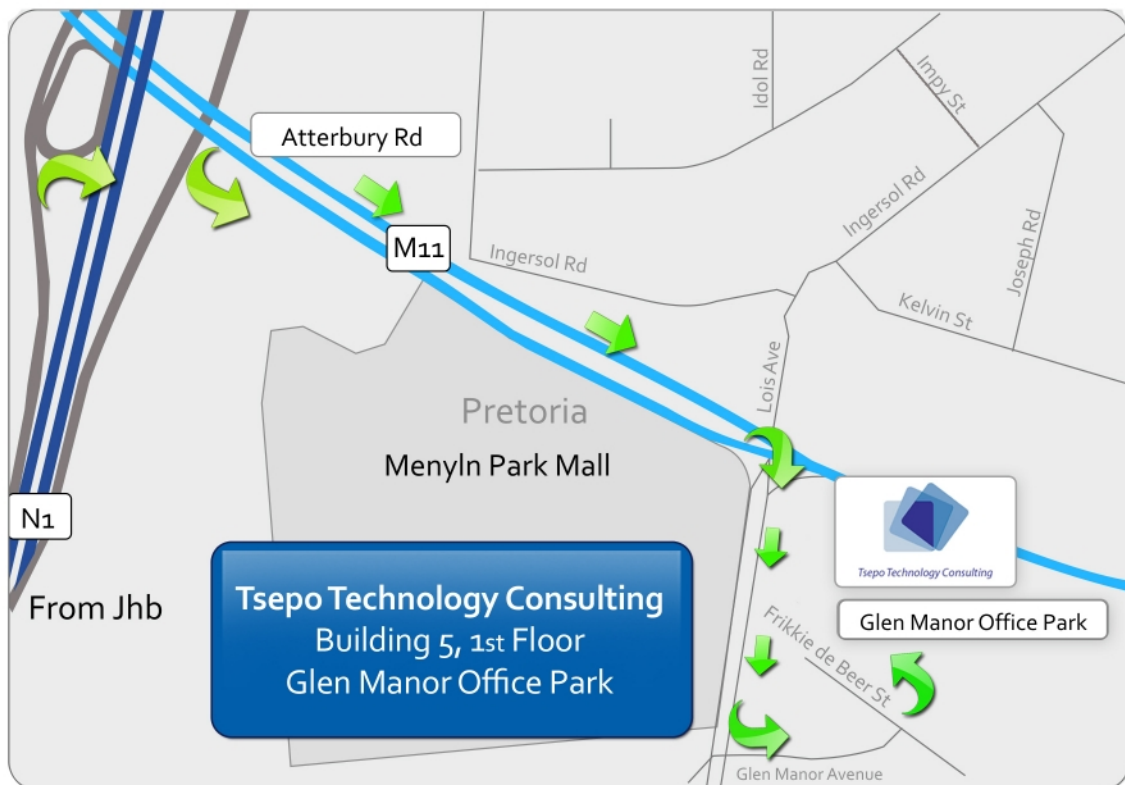 Idol Rd
Impy St
Atterbury Rd
Ingersol Rd
M11
Ingersol Rd
Joseph Rd
Kelvin St
Lois Ave
Pretoria
Menyln Park Mall
N1
Tsepo Technology Consulting
From Jhb
Tsepo Technology Consulting
Building 5, 1st Floor
Glen Manor Office Park
Glen Manor Office Park
Frikkie de Beer St
Glen Manor Avenue